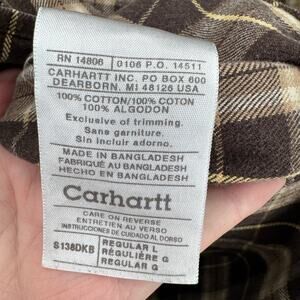 RN 14806 0106 P.O. 14511
CARHARTT INC. PO BOX 600
DEARBORN, MI 48126 USA
100% COTTON/100% COTON
100% ALGODON
Exclusive of trimming.
Sans garniture.
Sin incluir adorno.
MADE IN BANGLADESH
FABRIQUÉ AU BANGLADESH
HECHO EN BANGLADESH
Carhartt
CARE ON REVERSE
ENTRETIEN AU VERSO
INSTRUCCIONES DE CUIDADO AL DORSO
S138DKB
REGULAR L
RÉGULIÈRE G
REGULAR G